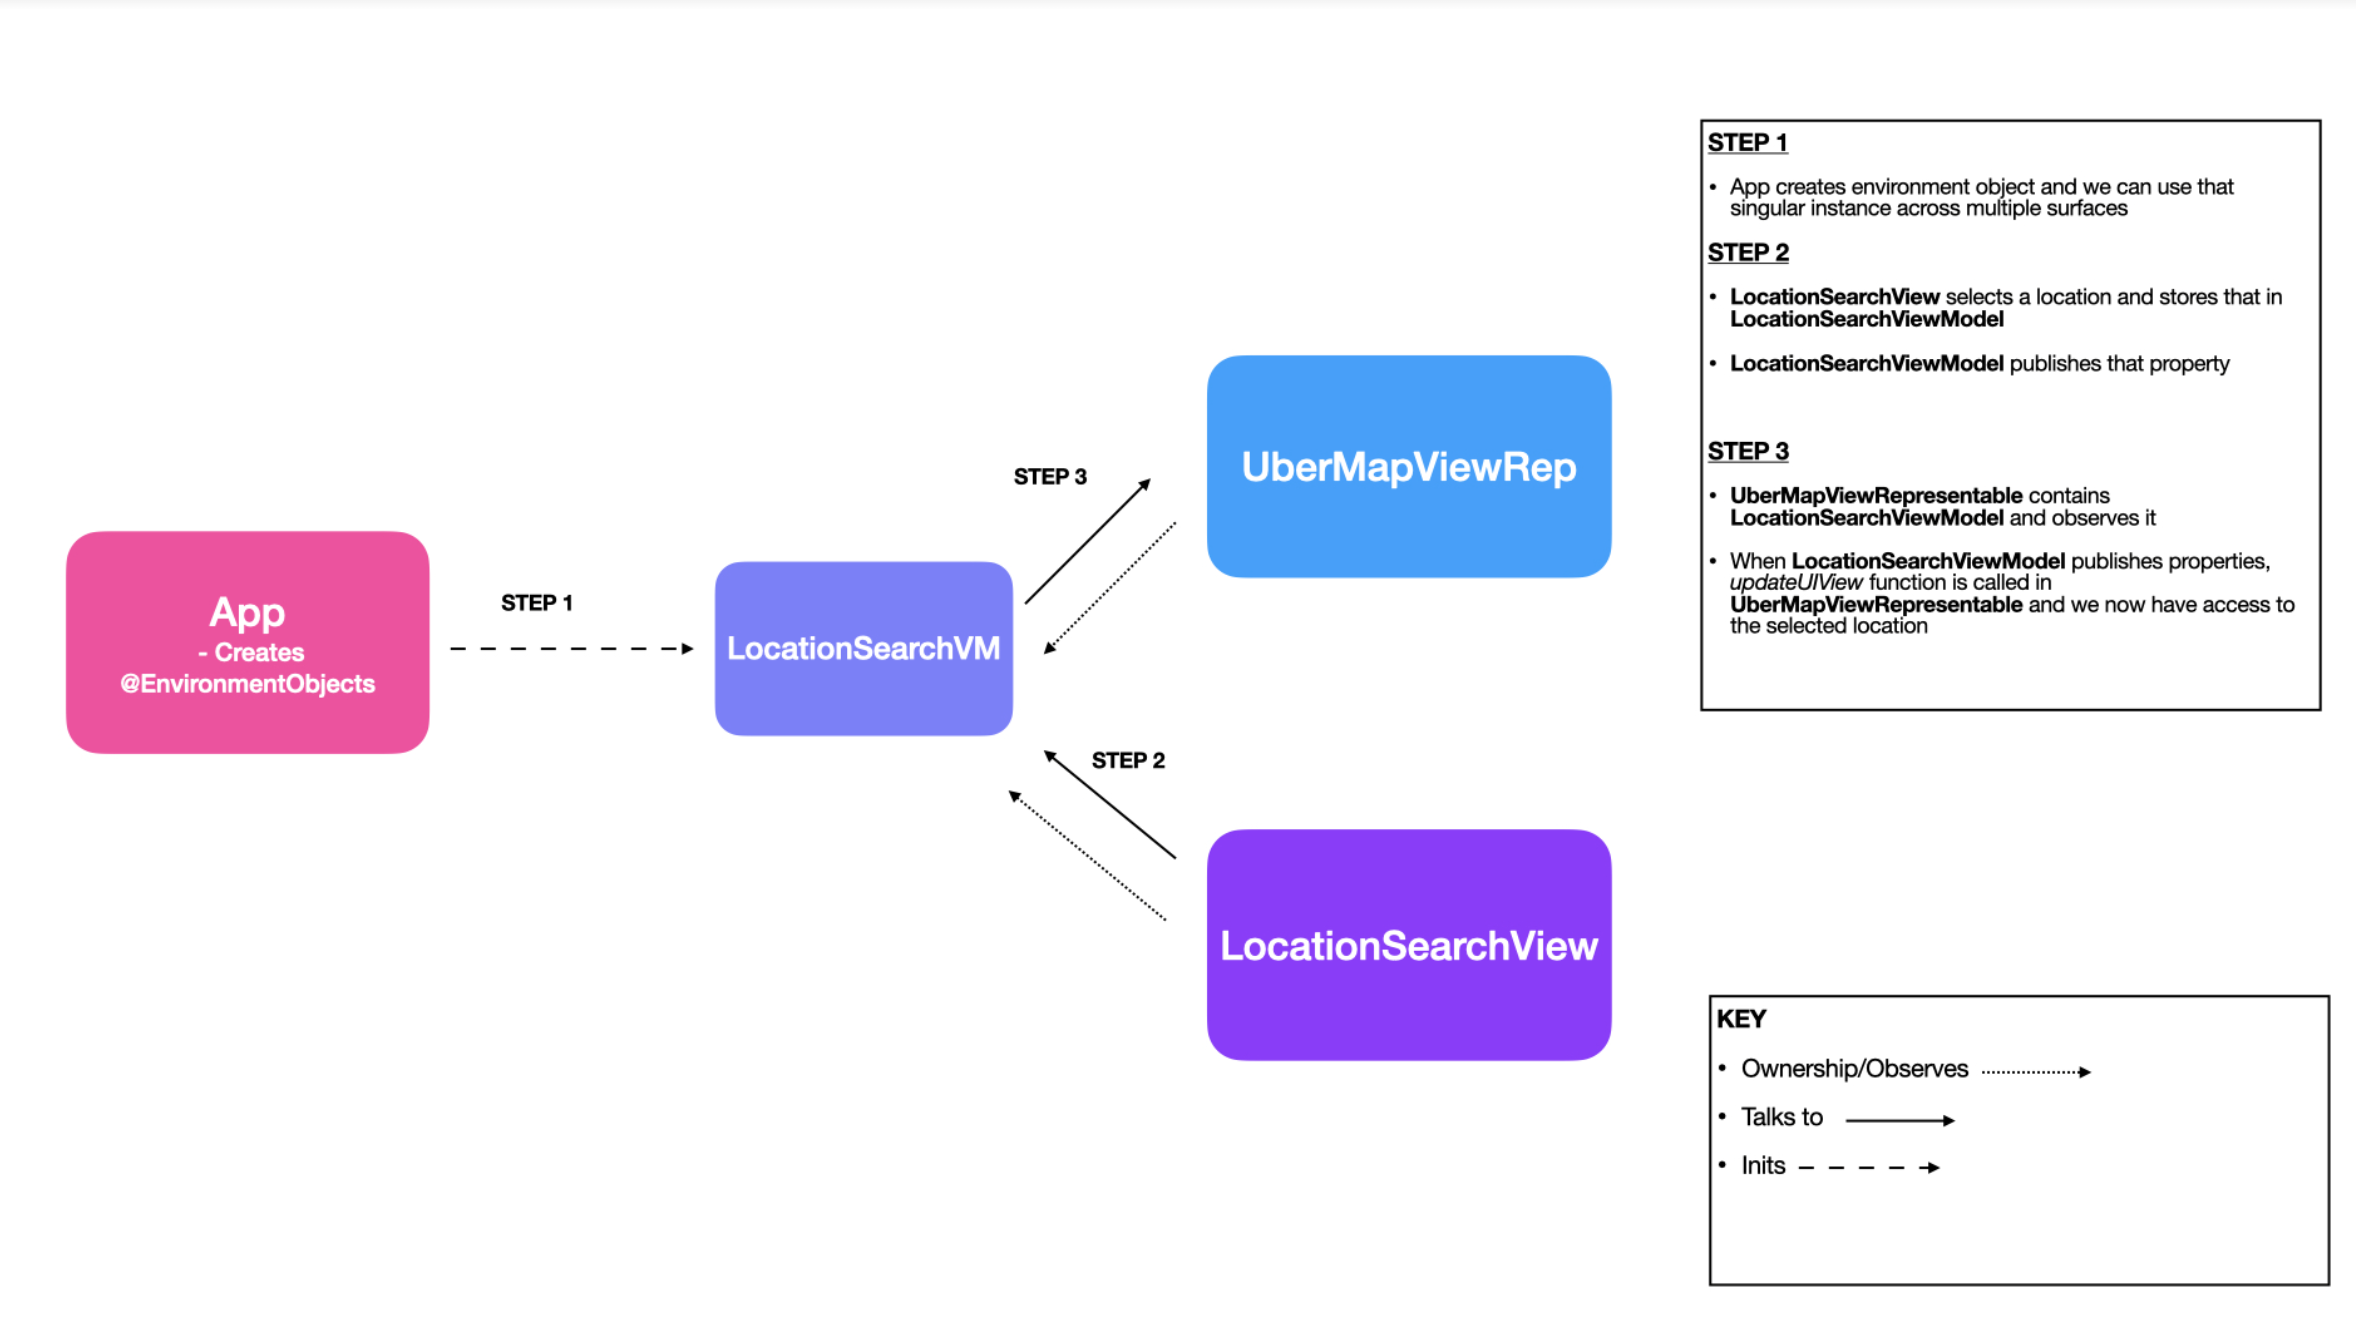 App
- Creates
@EnvironmentObjects
STEP 1
LocationSearchVM
STEP 3
UberMapViewRep
STEP 2
LocationSearchView
STEP 1
• App creates environment object and we can use that
singular instance across multiple surfaces
STEP 2
• LocationSearchView selects a location and stores that in
LocationSearchViewModel
• LocationSearchViewModel publishes that property
STEP 3
• UberMapViewRepresentable contains
LocationSearchViewModel and observes it
• When LocationSearchViewModel publishes properties,
updateUIView function is called in
UberMapViewRepresentable and we now have access to
the selected location
KEY
• Ownership/Observes
• Talks to
• Inits